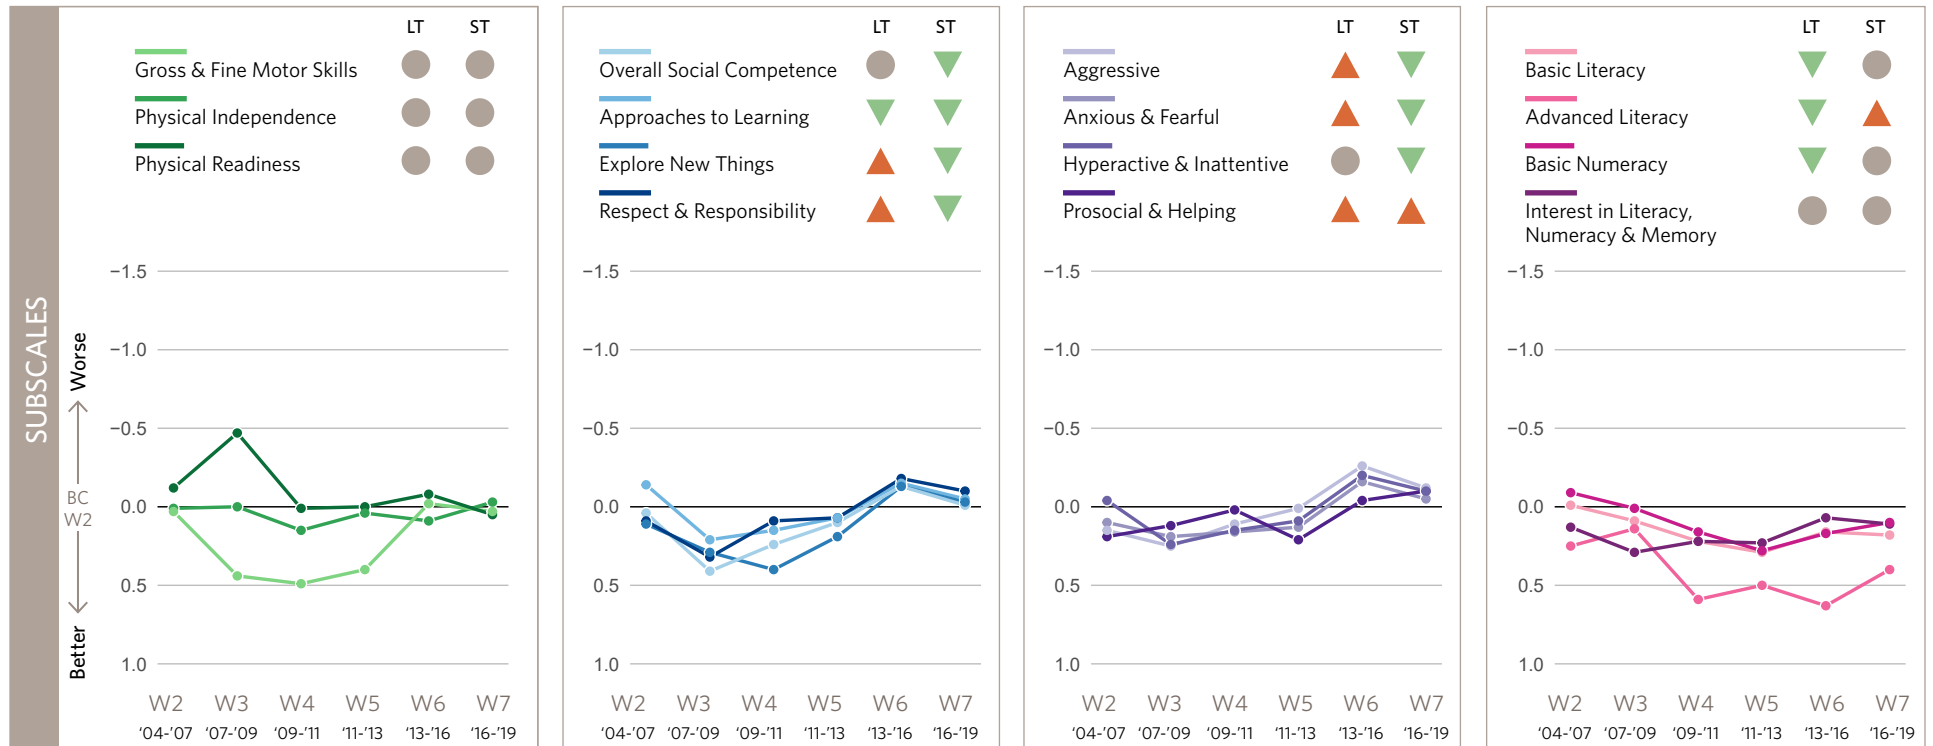 SUBSCALES
Worse
BC
W2
Better
LT ST
Gross & Fine Motor Skills
Physical Independence
Physical Readiness
−1.5
−1.0
−0.5
0.0
0.5
1.0
W2 W3 W4 W5 W6 W7
‘04-’07 ‘07-’09 ‘09-’11 ‘11-’13 ‘13-’16 ‘16-’19
LT ST
Overall Social Competence
Approaches to Learning
Explore New Things
Respect & Responsibility
−1.5
−1.0
−0.5
0.0
0.5
1.0
W2 W3 W4 W5 W6 W7
‘04-’07 ‘07-’09 ‘09-’11 ‘11-’13 ‘13-’16 ‘16-’19
LT ST
Aggressive
Anxious & Fearful
Hyperactive & Inattentive
Prosocial & Helping
−1.5
−1.0
−0.5
0.0
0.5
1.0
W2 W3 W4 W5 W6 W7
‘04-’07 ‘07-’09 ‘09-’11 ‘11-’13 ‘13-’16 ‘16-’19
LT ST
Basic Literacy
Advanced Literacy
Basic Numeracy
Interest in Literacy,
Numeracy & Memory
−1.5
−1.0
−0.5
0.0
0.5
1.0
W2 W3 W4 W5 W6 W7
‘04-’07 ‘07-’09 ‘09-’11 ‘11-’13 ‘13-’16 ‘16-’19